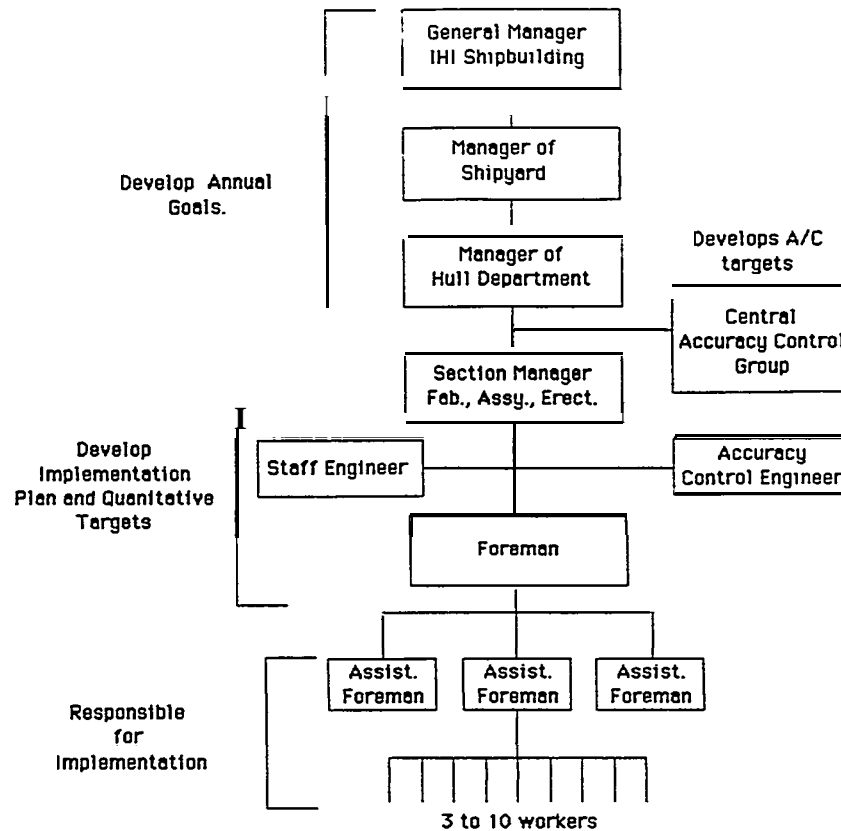 General Manager
IHI Shipbuilding
Manager of
Shipyard
Develop Annual
Goals.
Manager of
Hull Department
Develops A/C
targets
Central
Accuracy Control
Group
Section Manager
Fab., Assy., Erect.
Develop
Implementation
Plan and Quanitative
Targets
Staff Engineer
Accuracy
Control Engineer
Foreman
Assist.
Foreman
Assist.
Foreman
Assist.
Foreman
Responsible
for
Implementation
3 to 10 workers